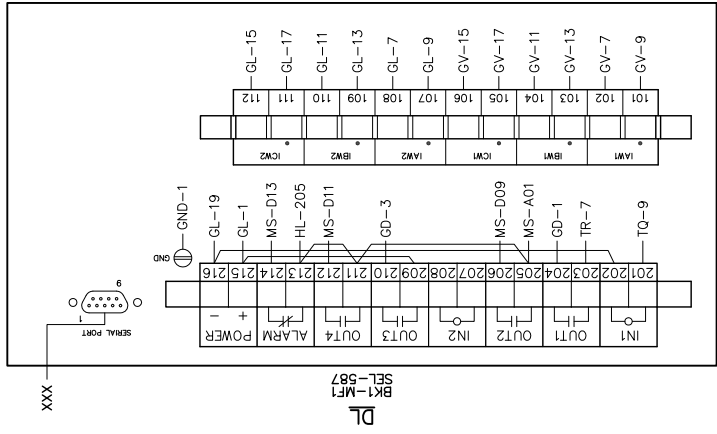 GL-15
GL-17
GL-11
GL-13
GL-7
GL-9
GV-15
GV-17
GV-11
GV-13
GV-7
GV-9
112
111
110
109
108
107
106
105
104
103
102
101
ICW2
IBW2
IAW2
ICW1
IBW1
IAW1
GND-1
GL-19
GL-1
MS-D13
HL-205
MS-D11
GD-3
MS-D09
MS-A01
GD-1
TR-7
TQ-9
GND
216
215
214
213
212
211
210
209
208
207
206
205
204
203
202
201
- +
POWER
ALARM
OUT4
OUT3
IN2
OUT2
OUT1
IN1
9
1
SERIAL PORT
XXX
DL
BK1-MF1
SEL-587